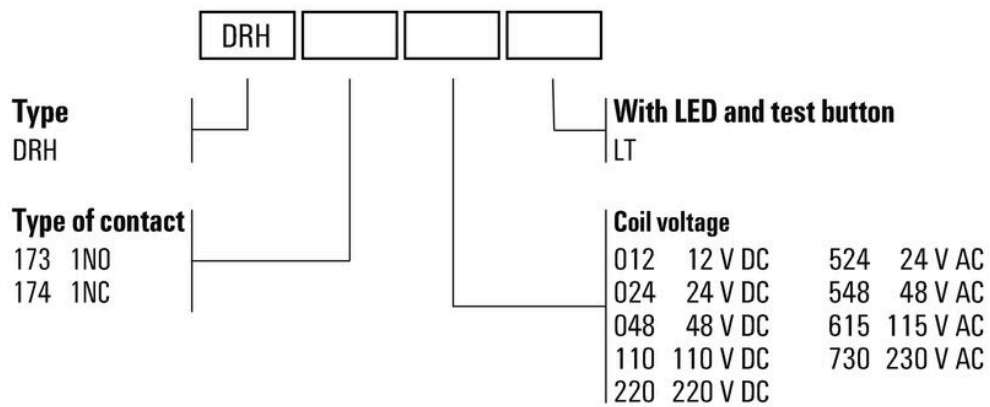 DRH
Type
DRH
With LED and test button
LT
Type of contact
173 1NO
174 1NC
Coil voltage
012 12 V DC 524 24 V AC
024 24 V DC 548 48 V AC
048 48 V DC 615 115 V AC
110 110 V DC 730 230 V AC
220 220 V DC